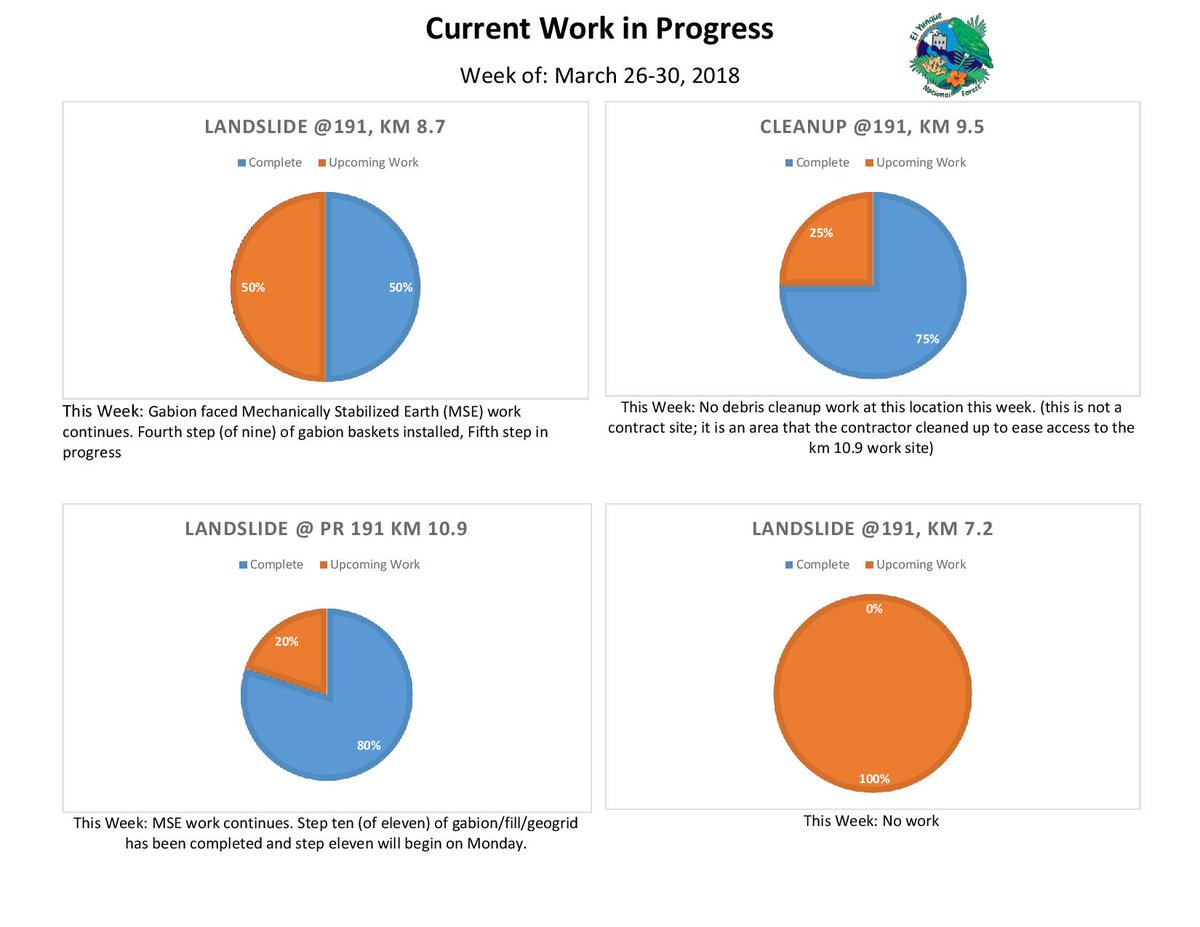 Current Work in Progress
Week of: March 26-30, 2018
El Yunque
National Forest
LANDSLIDE @191, KM 8.7
Complete Upcoming Work
50% 50%
This Week: Gabion faced Mechanically Stabilized Earth (MSE) work
continues. Fourth step (of nine) of gabion baskets installed, Fifth step in
progress
CLEANUP @191, KM 9.5
Complete Upcoming Work
25%
75%
This Week: No debris cleanup work at this location this week. (this is not a
contract site; it is an area that the contractor cleaned up to ease access to the
km 10.9 work site)
LANDSLIDE @ PR 191 KM 10.9
Complete Upcoming Work
20%
80%
This Week: MSE work continues. Step ten (of eleven) of gabion/fill/geogrid
has been completed and step eleven will begin on Monday.
LANDSLIDE @191, KM 7.2
Complete Upcoming Work
0%
100%
This Week: No work